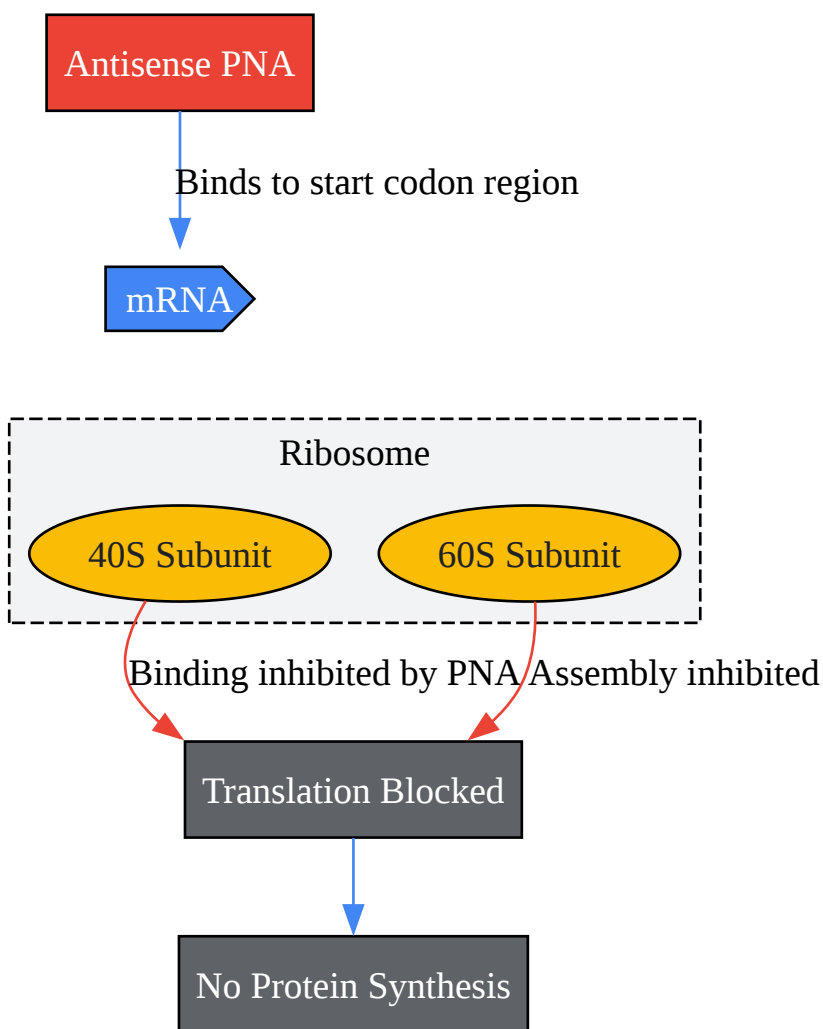 Antisense PNA
Binds to start codon region
mRNA
Ribosome
40S Subunit
60S Subunit
Binding inhibited by PNA
Assembly inhibited
Translation Blocked
No Protein Synthesis